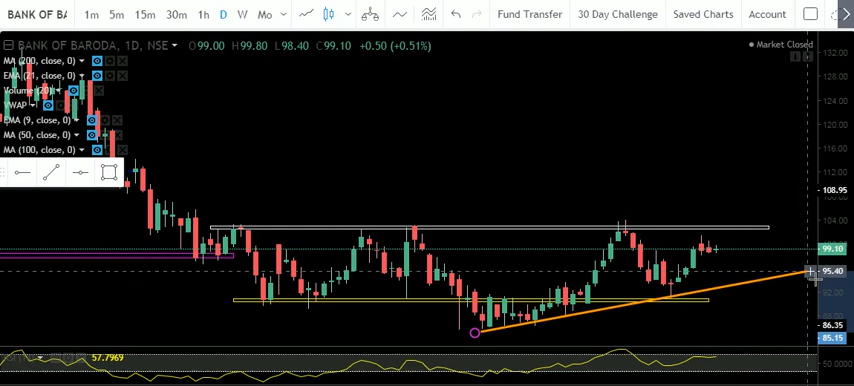 BANK OF BA 1m 5m 15m 30m 1h D W Mo Fund Transfer 30 Day Challenge Saved Charts Account
BANK OF BARODA, 1D, NSE O99.00 H99.80 L98.40 C99.10 +0.50 (+0.51%) Market Closed
MA (200, close, 0)
EMA (21, close, 0)
Volume (20)
VWAP
EMA (9, close, 0)
MA (50, close, 0)
MA (100, close, 0)
132.00
128.00
124.00
120.00
116.00
112.00
108.95
104.00
99.10
95.40
92.00
86.35
85.15
57.7969
50.0000